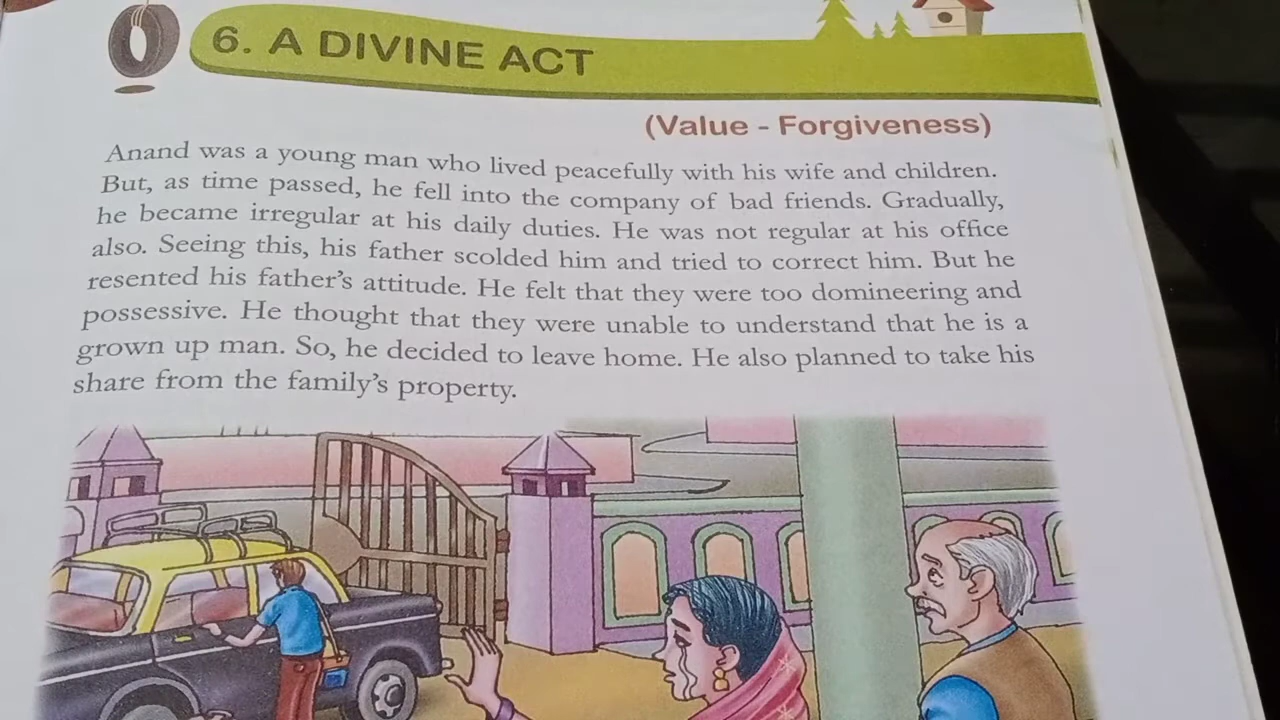 6. A DIVINE ACT
(Value - Forgiveness)
Anand was a young man who lived peacefully with his wife and children.
But, as time passed, he fell into the company of bad friends. Gradually,
he became irregular at his daily duties. He was not regular at his office
also. Seeing this, his father scolded him and tried to correct him. But he
resented his father's attitude. He felt that they were too domineering and
possessive. He thought that they were unable to understand that he is a
grown up man. So, he decided to leave home. He also planned to take his
share from the family's property.